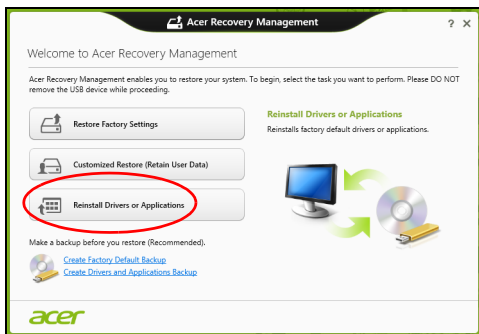 Acer Recovery Management
? ×
Welcome to Acer Recovery Management
Acer Recovery Management enables you to restore your system. To begin, select the task you want to perform. Please DO NOT
remove the USB device while proceeding.
Restore Factory Settings
Customized Restore (Retain User Data)
Reinstall Drivers or Applications
Reinstall Drivers or Applications
Reinstalls factory default drivers or applications.
Make a backup before you restore (Recommended).
Create Factory Default Backup
Create Drivers and Applications Backup
acer